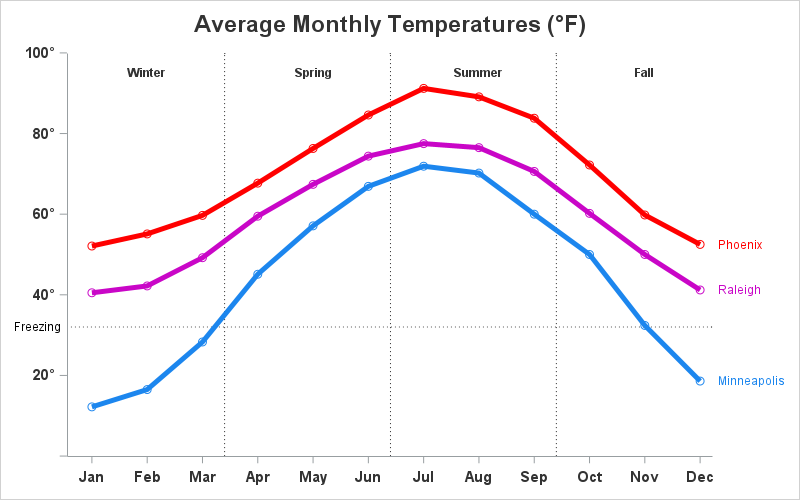 Average Monthly Temperatures (°F)
100°
Winter Spring Summer Fall
80°
60°
Phoenix
40°
Raleigh
Freezing
20°
Minneapolis
Jan Feb Mar Apr May Jun Jul Aug Sep Oct Nov Dec